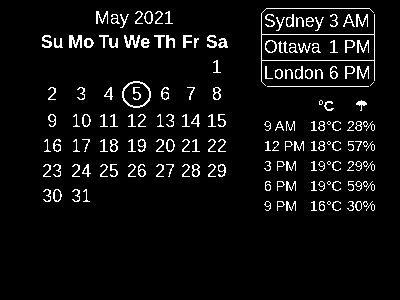 May 2021
Su Mo Tu We Th Fr Sa
1
2 3 4 5 6 7 8
9 10 11 12 13 14 15
16 17 18 19 20 21 22
23 24 25 26 27 28 29
30 31
Sydney 3 AM
Ottawa 1 PM
London 6 PM
°C ☂
9 AM 18°C 28%
12 PM 18°C 57%
3 PM 19°C 29%
6 PM 19°C 59%
9 PM 16°C 30%